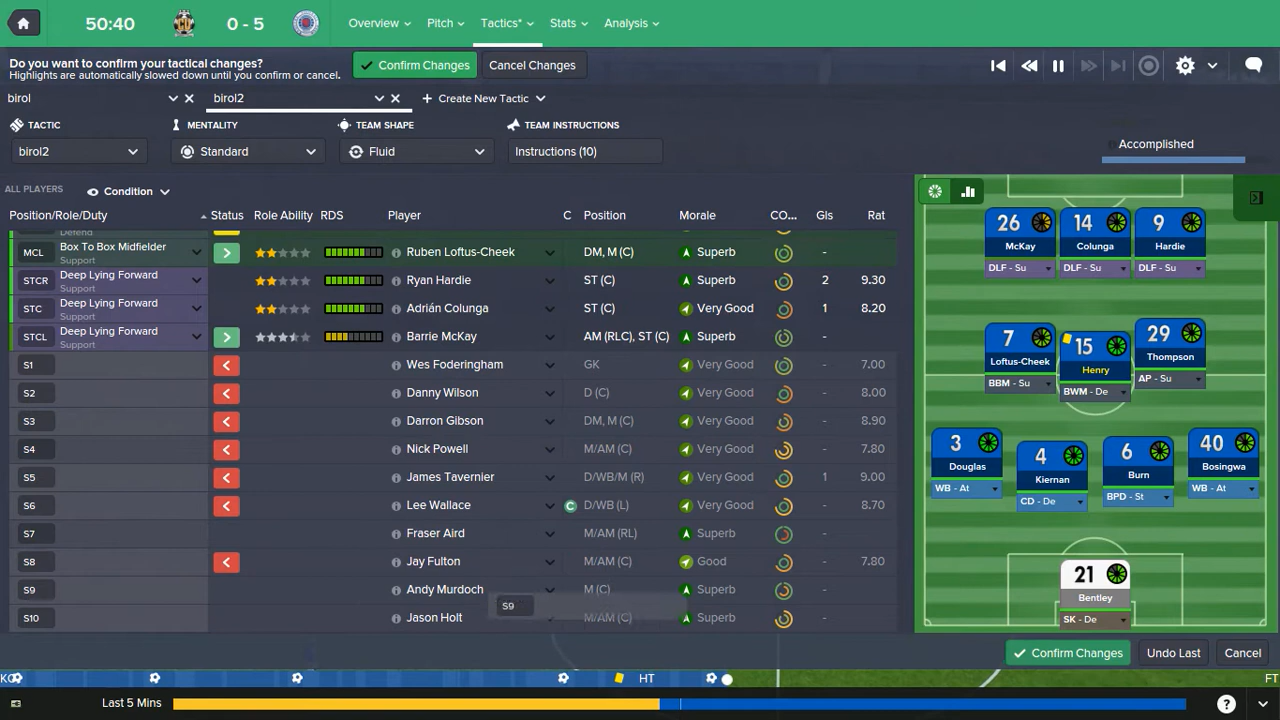 50:40 0 - 5 Overview Pitch Tactics* Stats Analysis
Do you want to confirm your tactical changes?
Highlights are automatically slowed down until you confirm or cancel.
Confirm Changes Cancel Changes
birol birol2 Create New Tactic
TACTIC MENTALITY TEAM SHAPE TEAM INSTRUCTIONS
birol2 Standard Fluid Instructions (10)
Accomplished
ALL PLAYERS Condition
Position/Role/Duty Status Role Ability RDS Player C Position Morale CO... Gls Rat
Defend
MCL Box To Box Midfielder Support Ruben Loftus-Cheek DM, M (C) Superb -
STCR Deep Lying Forward Support Ryan Hardie ST (C) Superb 2 9.30
STC Deep Lying Forward Support Adrián Colunga ST (C) Very Good 1 8.20
STCL Deep Lying Forward Support Barrie McKay AM (RLC), ST (C) Superb -
S1 Wes Foderingham GK Very Good - 7.00
S2 Danny Wilson D (C) Very Good - 8.00
S3 Darron Gibson DM, M (C) Very Good - 8.90
S4 Nick Powell M/AM (C) Very Good - 7.80
S5 James Tavernier D/WB/M (R) Very Good 1 9.00
S6 Lee Wallace C D/WB (L) Very Good - 8.70
S7 Fraser Aird M/AM (RL) Superb -
S8 Jay Fulton M/AM (C) Good - 7.80
S9 Andy Murdoch M (C) Superb -
S9
S10 Jason Holt M/AM (C) Superb -
26 14 9
McKay Colunga Hardie
DLF - Su DLF - Su DLF - Su
7 15 29
Loftus-Cheek Henry Thompson
BBM - Su BWM - De AP - Su
3 4 6 40
Douglas Kiernan Burn Bosingwa
WB - At CD - De BPD - St WB - At
21
Bentley
SK - De
Confirm Changes Undo Last Cancel
KO HT FT
Last 5 Mins ?